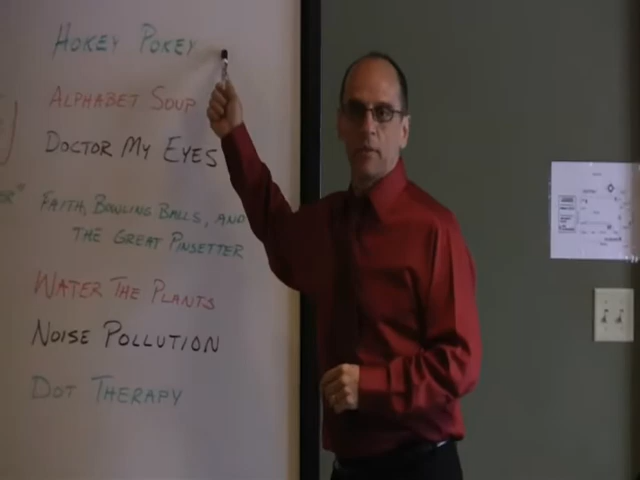 HOKEY POKEY
ALPHABET SOUP
DOCTOR MY EYES
FAITH, BOWLING BALLS, AND
THE GREAT PINSETTER
WATER THE PLANTS
NOISE POLLUTION
DOT THERAPY